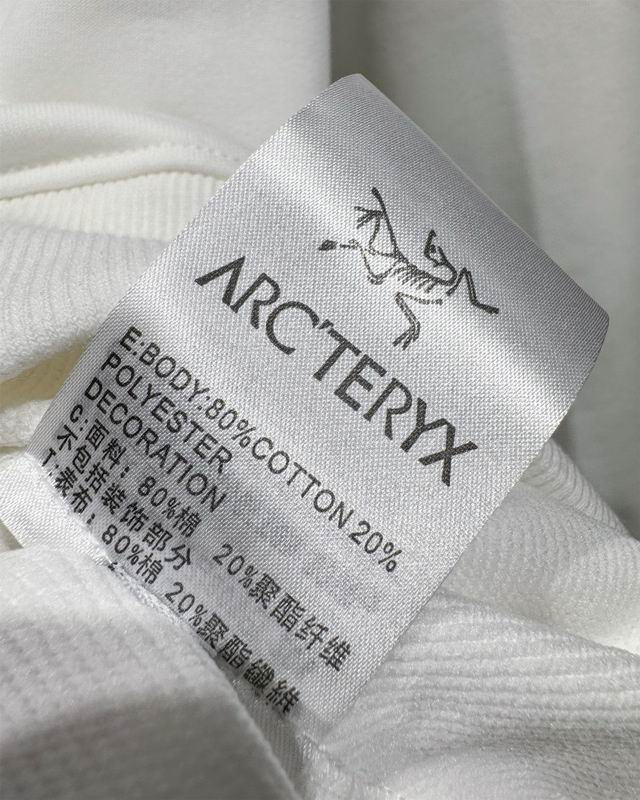 ARC'TERYX
E:BODY:80%COTTON 20%
POLYESTER
DECORATION
C:面料: 80%棉 20%聚酯纤维
不包括装饰部分
T:表布: 80%棉 20%聚酯纖維